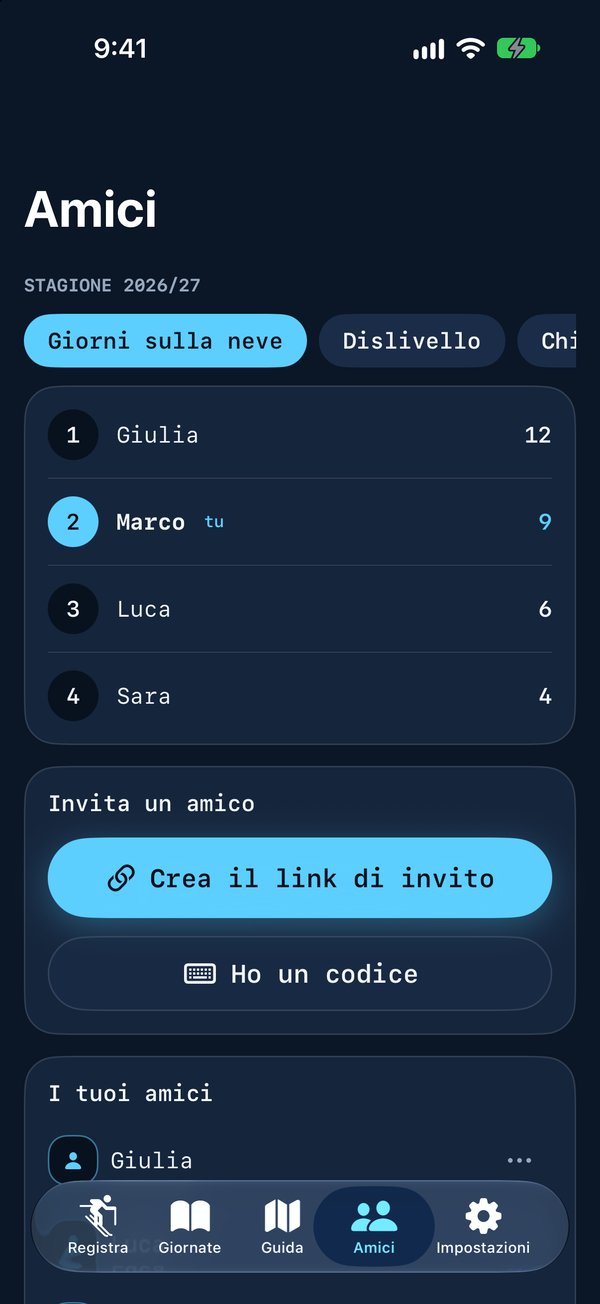 9:41
Amici
STAGIONE 2026/27
Giorni sulla neve
Dislivello
Chi
1 Giulia 12
2 Marco tu 9
3 Luca 6
4 Sara 4
Invita un amico
Crea il link di invito
Ho un codice
I tuoi amici
Giulia ...
Registra Giornate Guida Amici Impostazioni